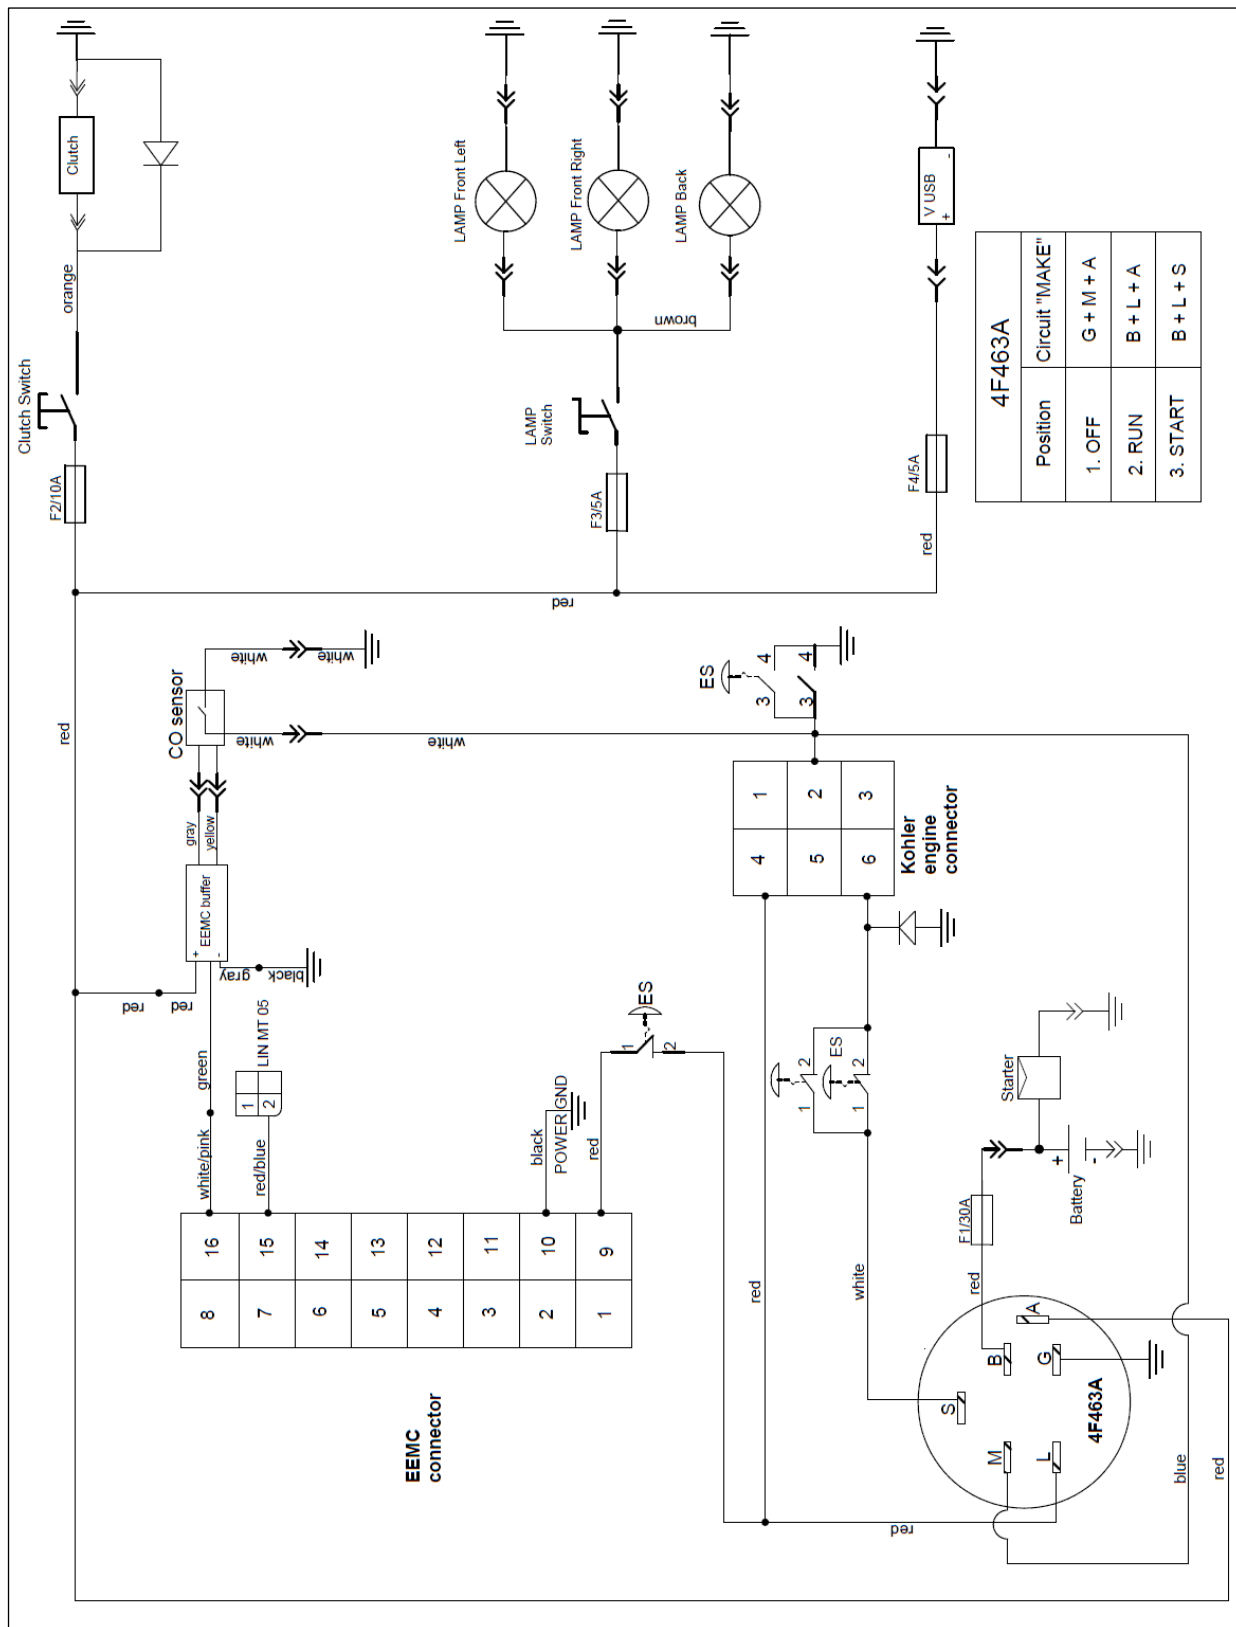 Clutch
orange
Clutch Switch
F2/10A
LAMP Front Left
LAMP Front Right
LAMP Back
brown
LAMP
Switch
F3/5A
V USB
+
-
F4/5A
red
red
4F463A
Position
Circuit "MAKE"
1. OFF
G + M + A
2. RUN
B + L + A
3. START
B + L + S
red
CO sensor
white
white
white
white
gray
yellow
EEMC buffer
+
-
red
red
gray
black
green
white/pink
LIN MT 05
1
2
red/blue
ES
1
2
black
POWER GND
red
8
16
7
15
6
14
5
13
4
12
3
11
2
10
1
9
EEMC
connector
ES
3
4
3
4
4
1
5
2
6
3
Kohler
engine
connector
1
2
ES
1
2
red
white
Starter
+
-
Battery
F1/30A
red
S
B
A
M
L
G
4F463A
red
blue
red